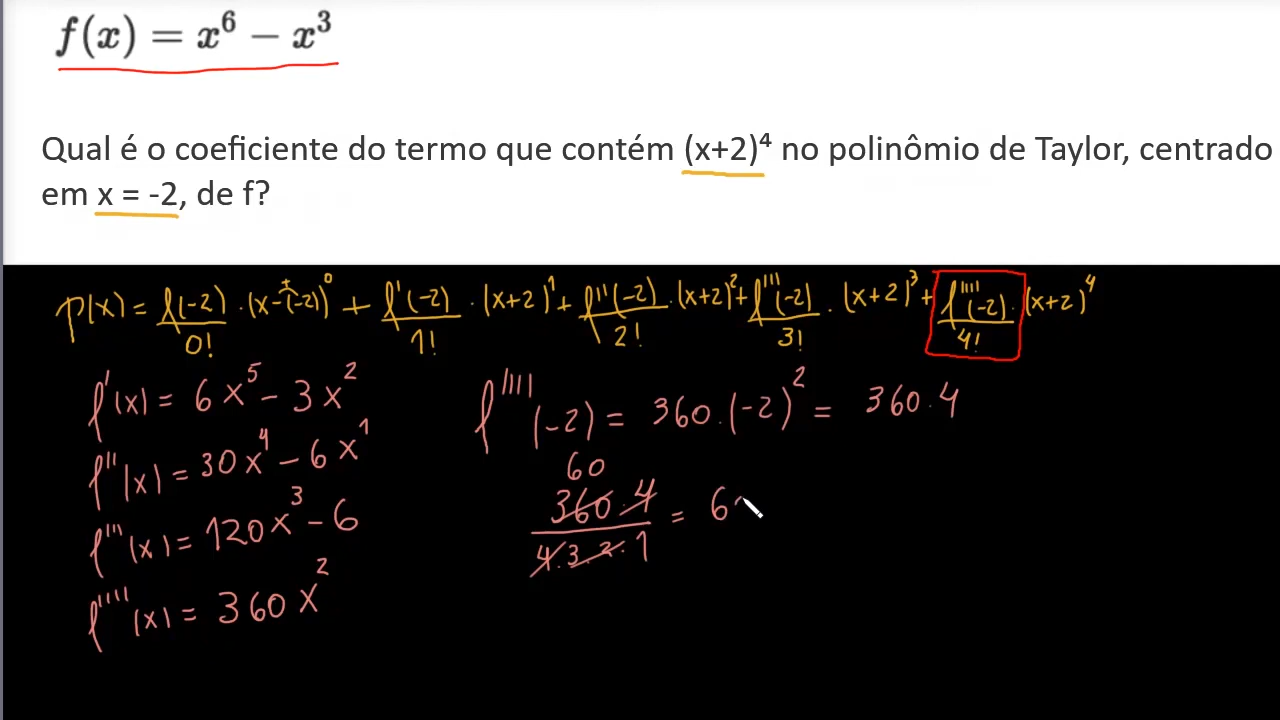 f(x) = x⁶ − x³
Qual é o coeficiente do termo que contém (x+2)⁴ no polinômio de Taylor, centrado
em x = -2, de f?
p(x) = f(-2)/0! · (x-(-2))⁰ + f'(-2)/1! · (x+2)¹ + f''(-2)/2! · (x+2)² + f'''(-2)/3! · (x+2)³ + f''''(-2)/4! · (x+2)⁴
+
f'(x) = 6x⁵ - 3x²
f''(x) = 30x⁴ - 6x¹
f'''(x) = 120x³ - 6
f''''(x) = 360x²
f''''(-2) = 360·(-2)² = 360·4
60
360·4/4·3·2·1 = 6